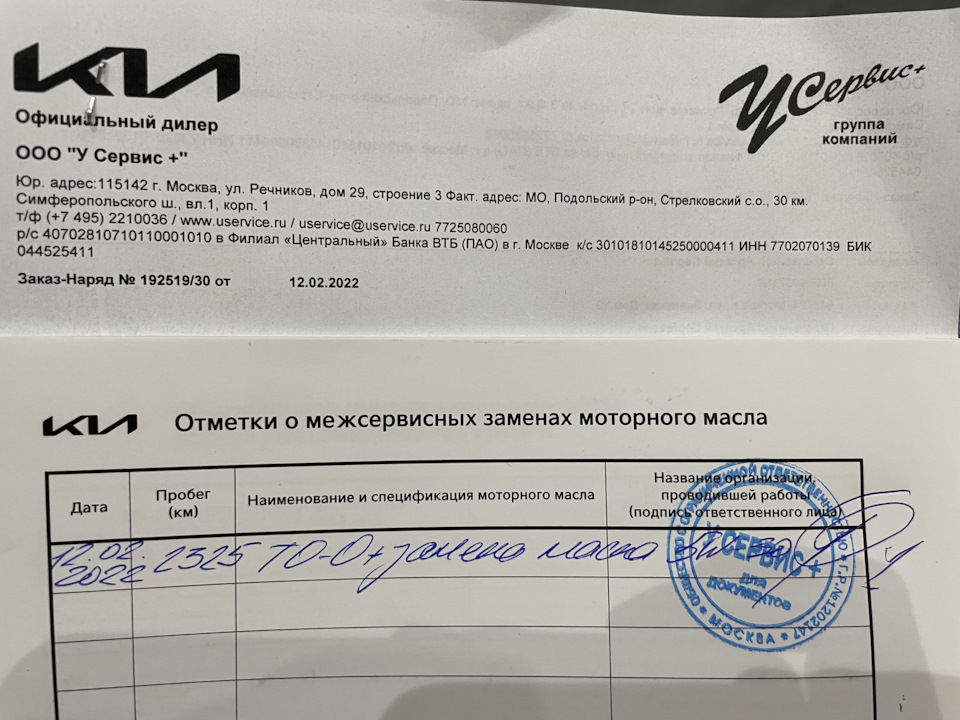 KIA
Официальный дилер
У Сервис+
группа
компаний
ООО "У Сервис +"
Юр. адрес:115142 г. Москва, ул. Речников, дом 29, строение 3 Факт. адрес: МО, Подольский р-он, Стрелковский с.о., 30 км.
Симферопольского ш., вл.1, корп. 1
т/ф (+7 495) 2210036 / www.uservice.ru / uservice@uservice.ru 7725080060
р/с 40702810710110001010 в Филиал «Центральный» Банка ВТБ (ПАО) в г. Москве к/с 30101810145250000411 ИНН 7702070139 БИК
044525411
Заказ-Наряд № 192519/30 от 12.02.2022
KIA Отметки о межсервисных заменах моторного масла
Дата
Пробег
(км)
Наименование и спецификация моторного масла
Название организации,
проводившей работы
(подпись ответственного лица)
12.02.
2022
2325 ТО-0 + замена масла
У СЕРВИС+
для
документов
МОСКВА